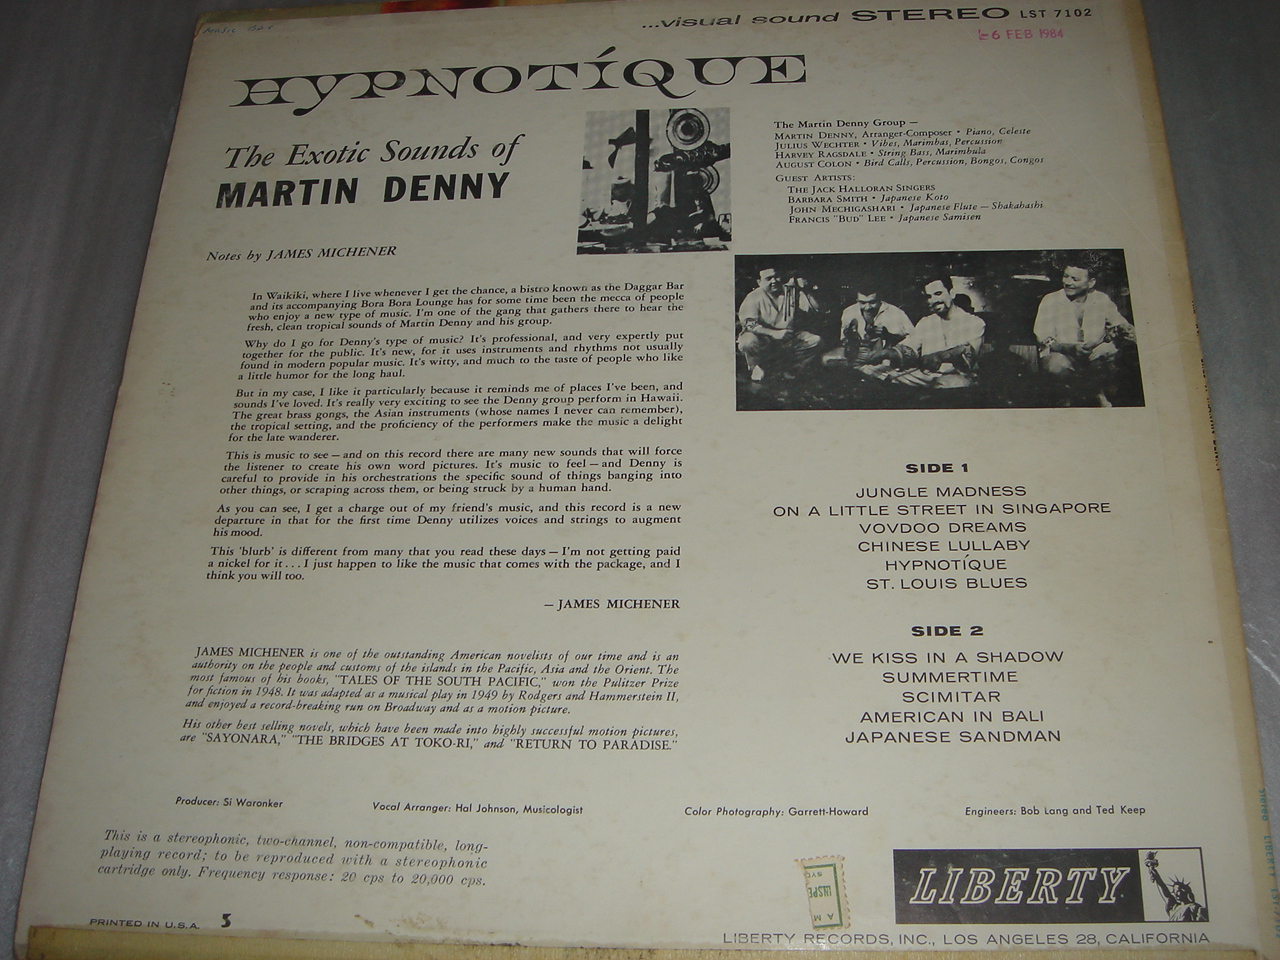 Music Box
...visual sound STEREO LST 7102
6 FEB 1984
HYPNOTÍQUE
The Exotic Sounds of
MARTIN DENNY
The Martin Denny Group —
MARTIN DENNY, Arranger-Composer • Piano, Celeste
JULIUS WECHTER • Vibes, Marimbas, Percussion
HARVEY RAGSDALE • String Bass, Marimbula
AUGUST COLON • Bird Calls, Percussion, Bongos, Congos
GUEST ARTISTS:
THE JACK HALLORAN SINGERS
BARBARA SMITH • Japanese Koto
JOHN MECHIGASHARI • Japanese Flute — Shakahashi
FRANCIS "BUD" LEE • Japanese Samisen
Notes by JAMES MICHENER
In Waikiki, where I live whenever I get the chance, a bistro known as the Daggar Bar
and its accompanying Bora Bora Lounge has for some time been the mecca of people
who enjoy a new type of music. I'm one of the gang that gathers there to hear the
fresh, clean tropical sounds of Martin Denny and his group.
Why do I go for Denny's type of music? It's professional, and very expertly put
together for the public. It's new, for it uses instruments and rhythms not usually
found in modern popular music. It's witty, and much to the taste of people who like
a little humor for the long haul.
But in my case, I like it particularly because it reminds me of places I've been, and
sounds I've loved. It's really very exciting to see the Denny group perform in Hawaii.
The great brass gongs, the Asian instruments (whose names I never can remember),
the tropical setting, and the proficiency of the performers make the music a delight
for the late wanderer.
This is music to see — and on this record there are many new sounds that will force
the listener to create his own word pictures. It's music to feel — and Denny is
careful to provide in his orchestrations the specific sound of things banging into
other things, or scraping across them, or being struck by a human hand.
As you can see, I get a charge out of my friend's music, and this record is a new
departure in that for the first time Denny utilizes voices and strings to augment
his mood.
This 'blurb' is different from many that you read these days — I'm not getting paid
a nickel for it . . . I just happen to like the music that comes with the package, and I
think you will too.
— JAMES MICHENER
JAMES MICHENER is one of the outstanding American novelists of our time and is an
authority on the people and customs of the islands in the Pacific, Asia and the Orient. The
most famous of his books, "TALES OF THE SOUTH PACIFIC," won the Pulitzer Prize
for fiction in 1948. It was adapted as a musical play in 1949 by Rodgers and Hammerstein II,
and enjoyed a record-breaking run on Broadway and as a motion picture.
His other best selling novels, which have been made into highly successful motion pictures,
are "SAYONARA," "THE BRIDGES AT TOKO-RI," and "RETURN TO PARADISE."
SIDE 1
JUNGLE MADNESS
ON A LITTLE STREET IN SINGAPORE
VOVDOO DREAMS
CHINESE LULLABY
HYPNOTÍQUE
ST. LOUIS BLUES
SIDE 2
WE KISS IN A SHADOW
SUMMERTIME
SCIMITAR
AMERICAN IN BALI
JAPANESE SANDMAN
Producer: Si Waronker
Vocal Arranger: Hal Johnson, Musicologist
Color Photography: Garrett-Howard
Engineers: Bob Lang and Ted Keep
This is a stereophonic, two-channel, non-compatible, long-
playing record; to be reproduced with a stereophonic
cartridge only. Frequency response: 20 cps to 20,000 cps.
PRINTED IN U.S.A. 5
INSPE
LIBERTY
LIBERTY RECORDS, INC., LOS ANGELES 28, CALIFORNIA